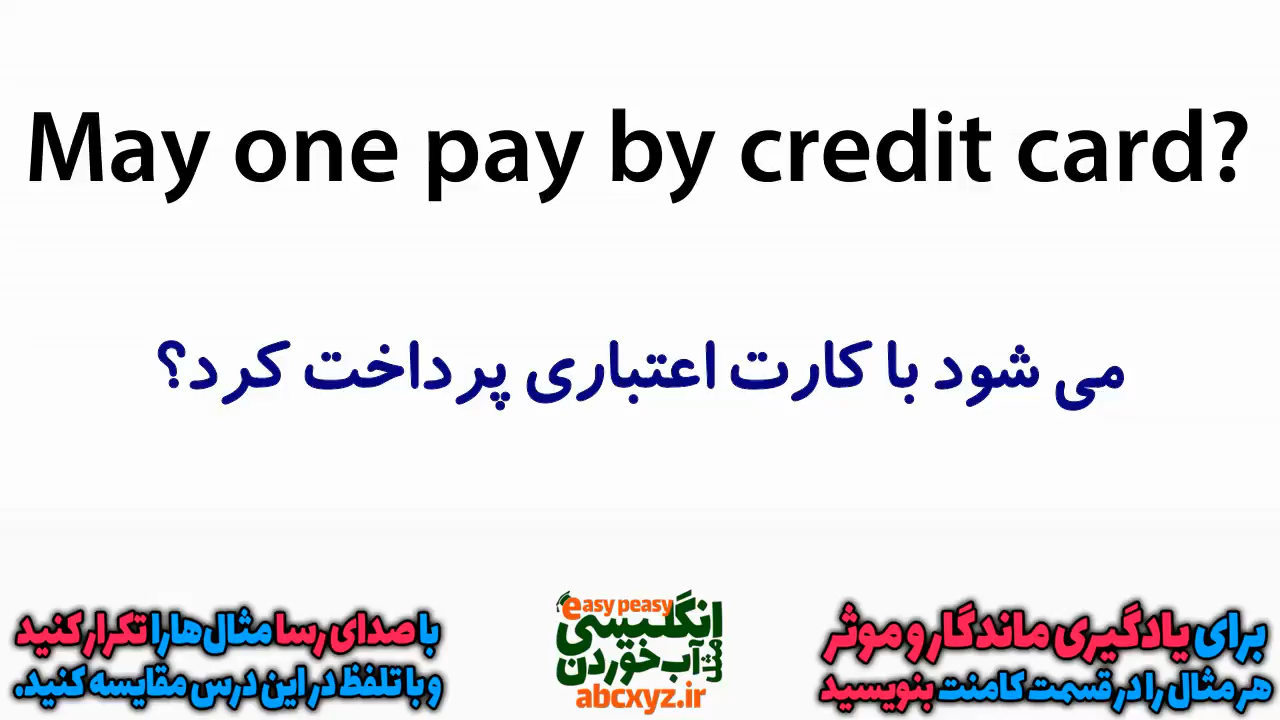 May one pay by credit card?
می شود با کارت اعتباری پرداخت کرد؟
برای یادگیری ماندگار و موثر
هر مثال را در قسمت کامنت بنویسید
easy peasy
انگلیسی
مثل آب خوردن
abcxyz.ir
با صدای رسا مثال‌ها را تکرار کنید
و با تلفظ در این درس مقایسه کنید.